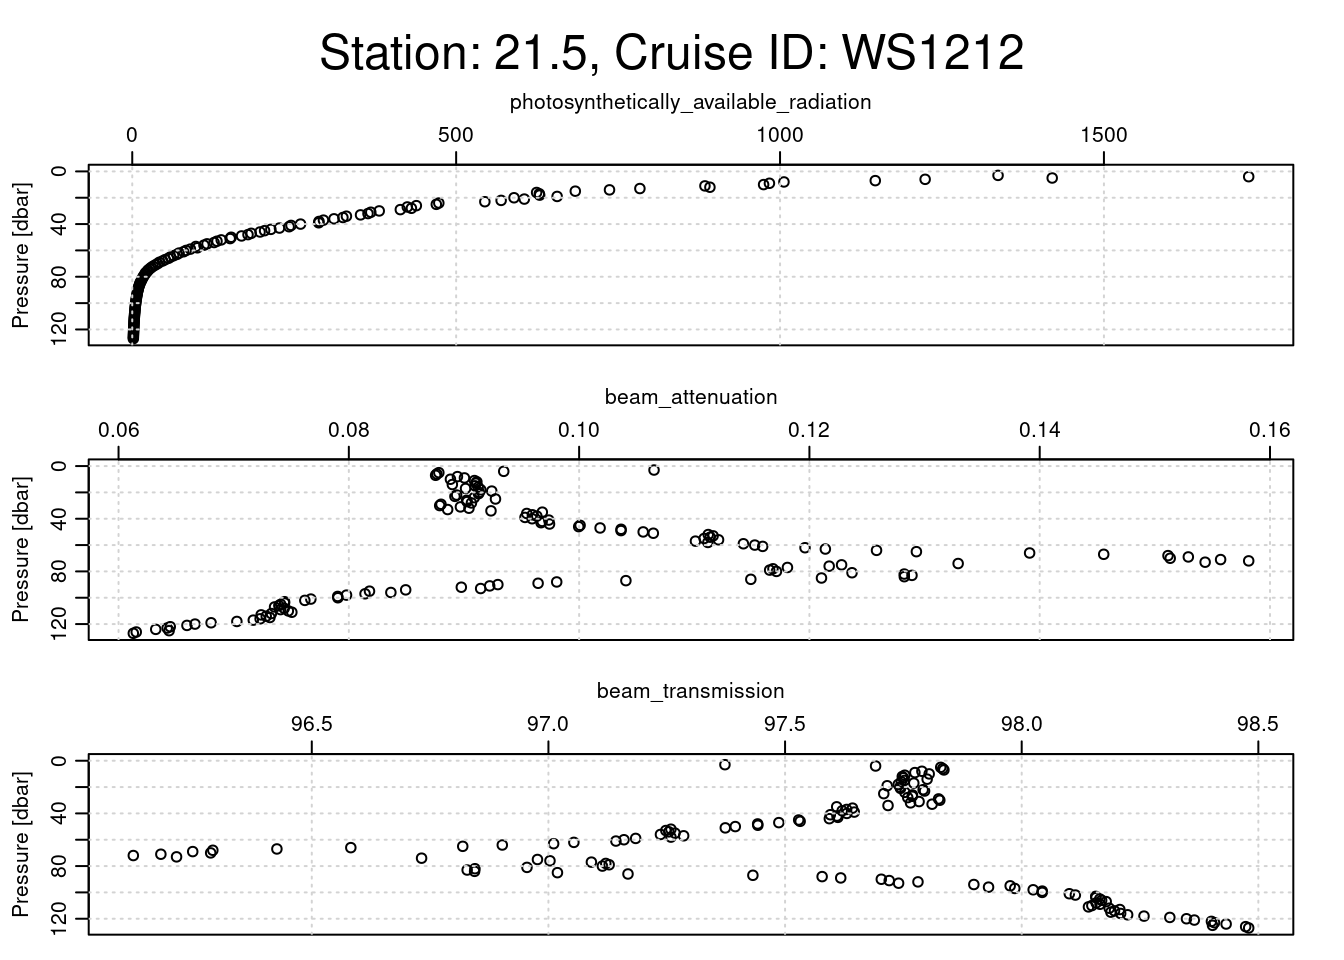 Station: 21.5, Cruise ID: WS1212
photosynthetically_available_radiation
0 500 1000 1500
Pressure [dbar]
0
40
80
120
beam_attenuation
0.06 0.08 0.10 0.12 0.14 0.16
Pressure [dbar]
0
40
80
120
beam_transmission
96.5 97.0 97.5 98.0 98.5
Pressure [dbar]
0
40
80
120